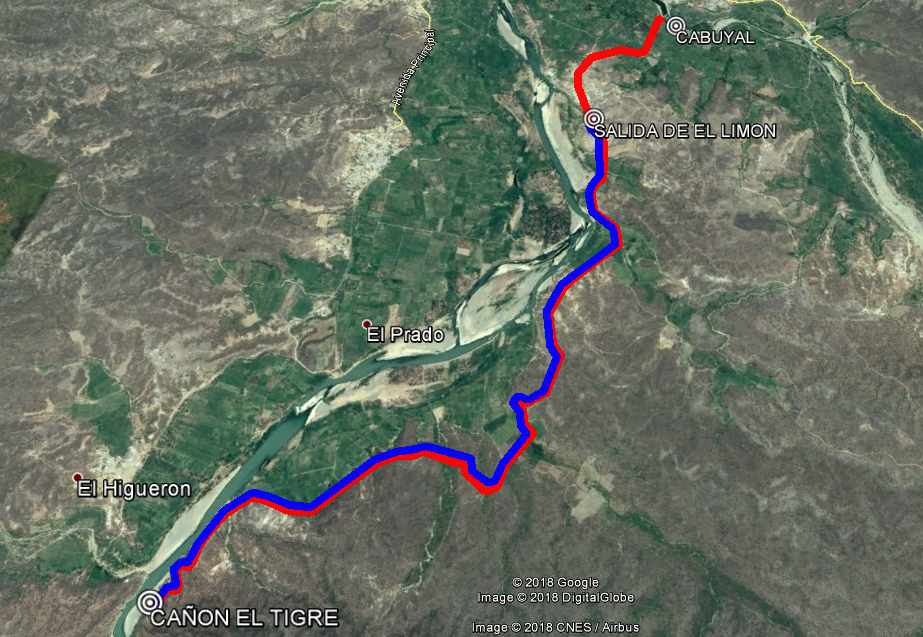 Avenida Principal
CABUYAL
SALIDA DE EL LIMON
El Prado
El Higueron
CAÑON EL TIGRE
© 2018 Google
Image © 2018 DigitalGlobe
Image © 2018 CNES / Airbus